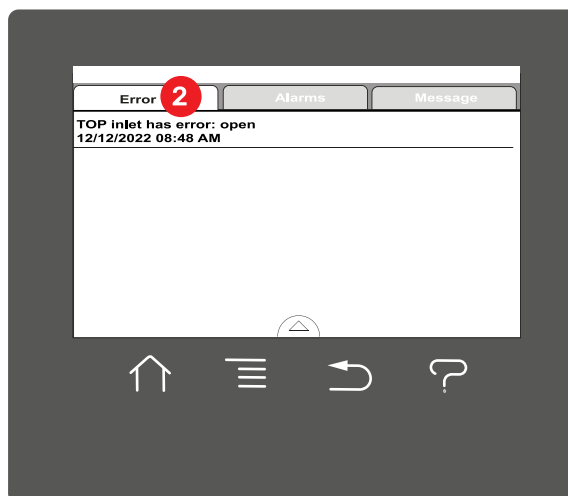 Error 2 Alarms Message
TOP inlet has error: open
12/12/2022 08:48 AM